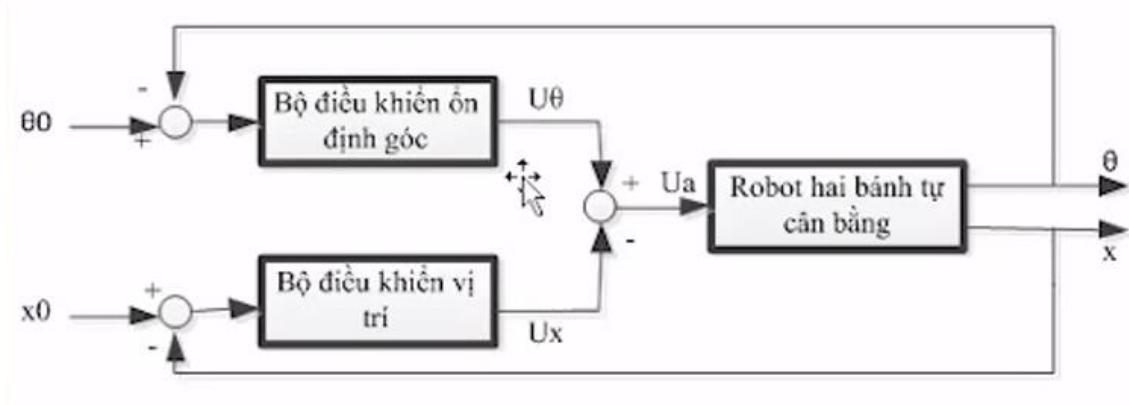 -
θ0
+
Bộ điều khiển ổn
định góc
Uθ
+
Ua
-
Robot hai bánh tự
cân bằng
θ
x
x0
+
-
Bộ điều khiển vị
trí
Ux